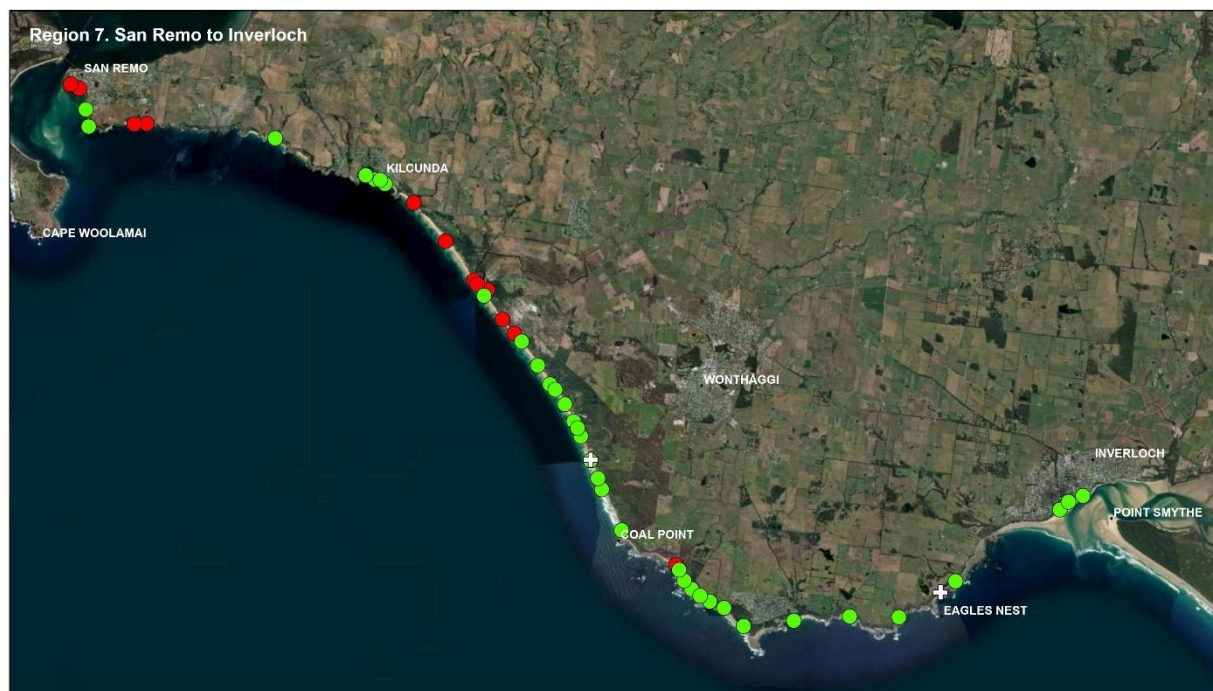 Region 7. San Remo to Inverloch
SAN REMO
KILCUNDA
CAPE WOOLAMAI
WONTHAGGI
INVERLOCH
POINT SMYTHE
COAL POINT
EAGLES NEST